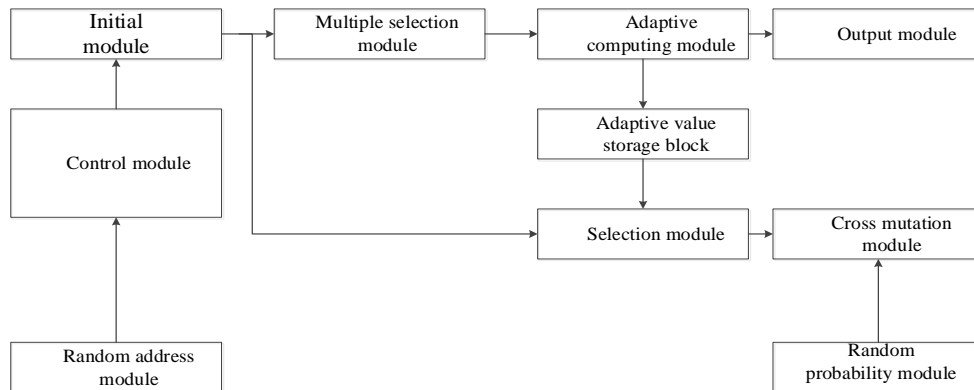 Initial
module
Multiple selection
module
Adaptive
computing module
Output module
Control module
Adaptive value
storage block
Selection module
Cross mutation
module
Random address
module
Random
probability module